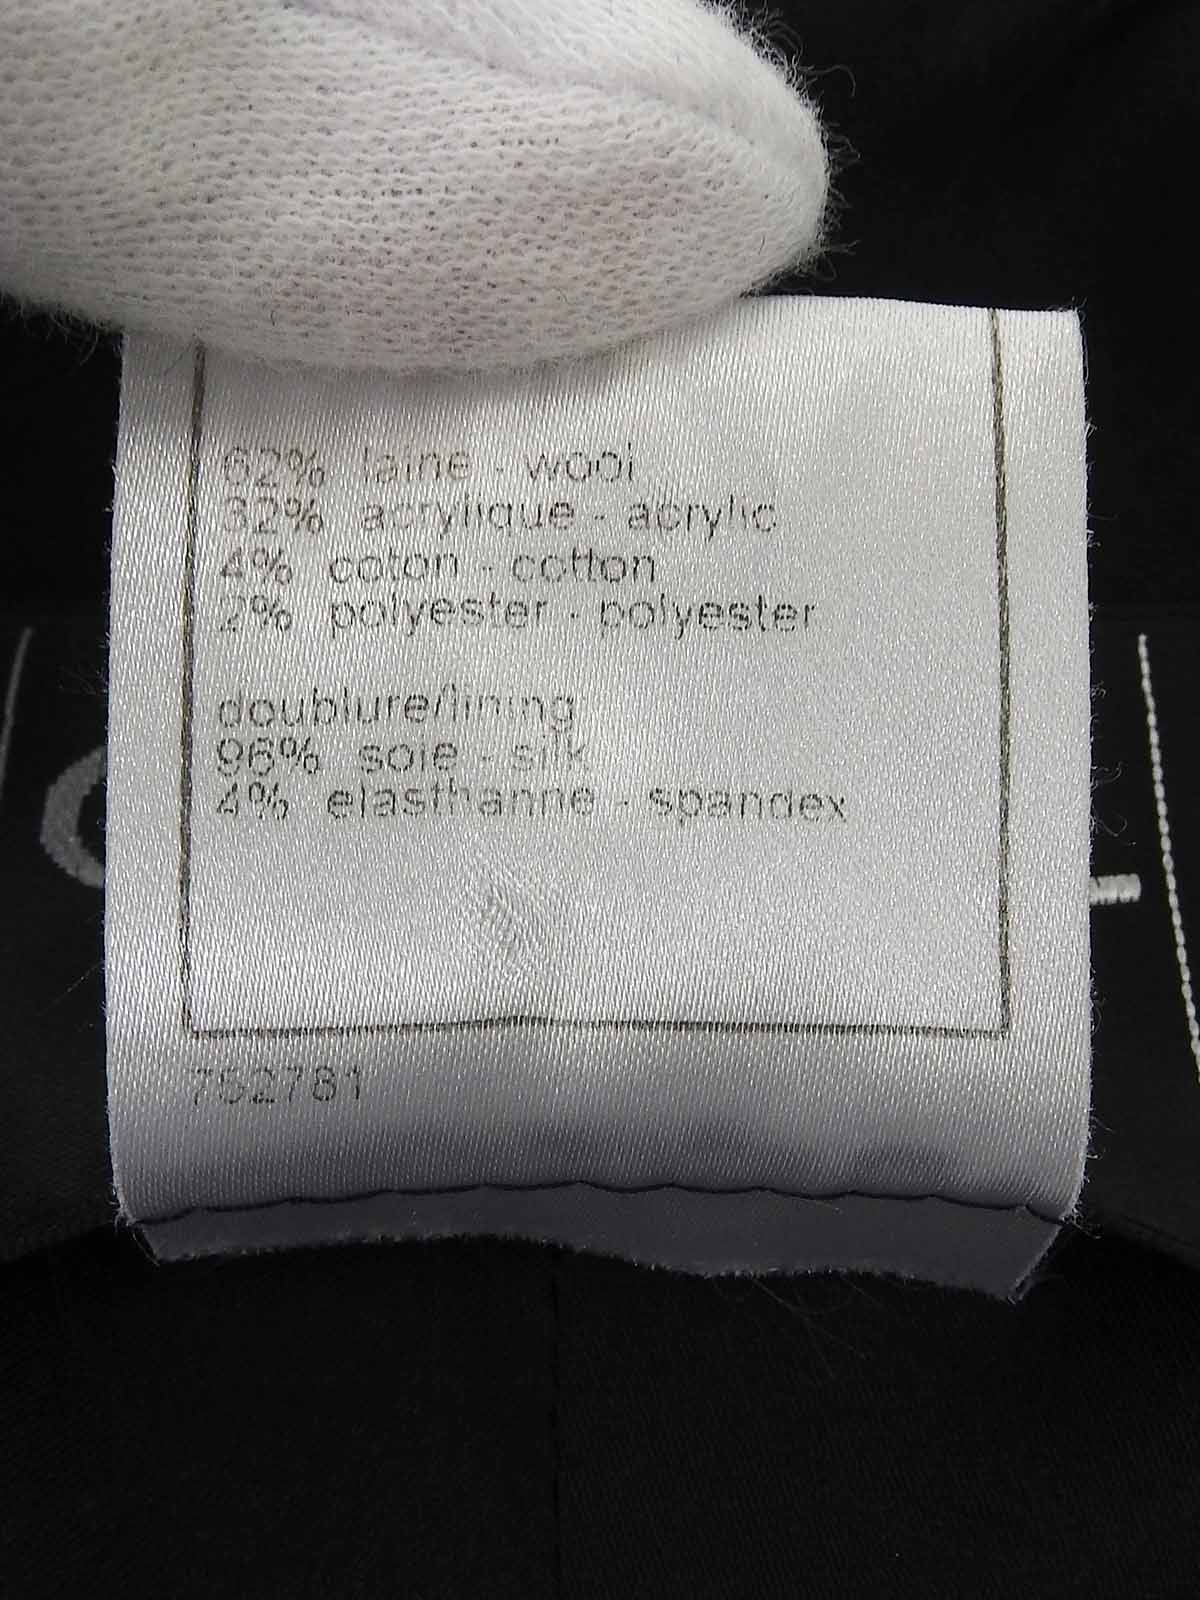 62% laine - wool
32% acrylique - acrylic
4% coton - cotton
2% polyester - polyester
doublure/lining
96% soie - silk
4% elasthanne - spandex
752781